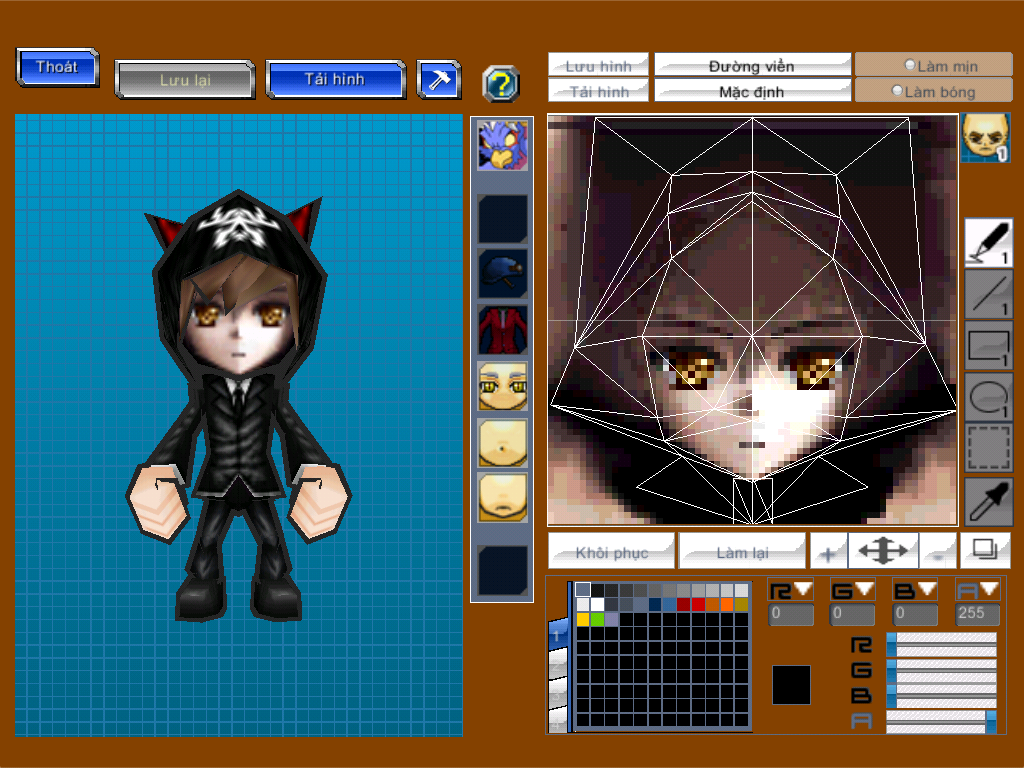 Thoát
Lưu lại
Tải hình
Lưu hình
Đường viền
Làm mịn
Tải hình
Mặc định
Làm bóng
1
1
1
1
1
Khôi phục
Làm lại
+
-
R G B A
0 0 0 255
1
R
G
B
A